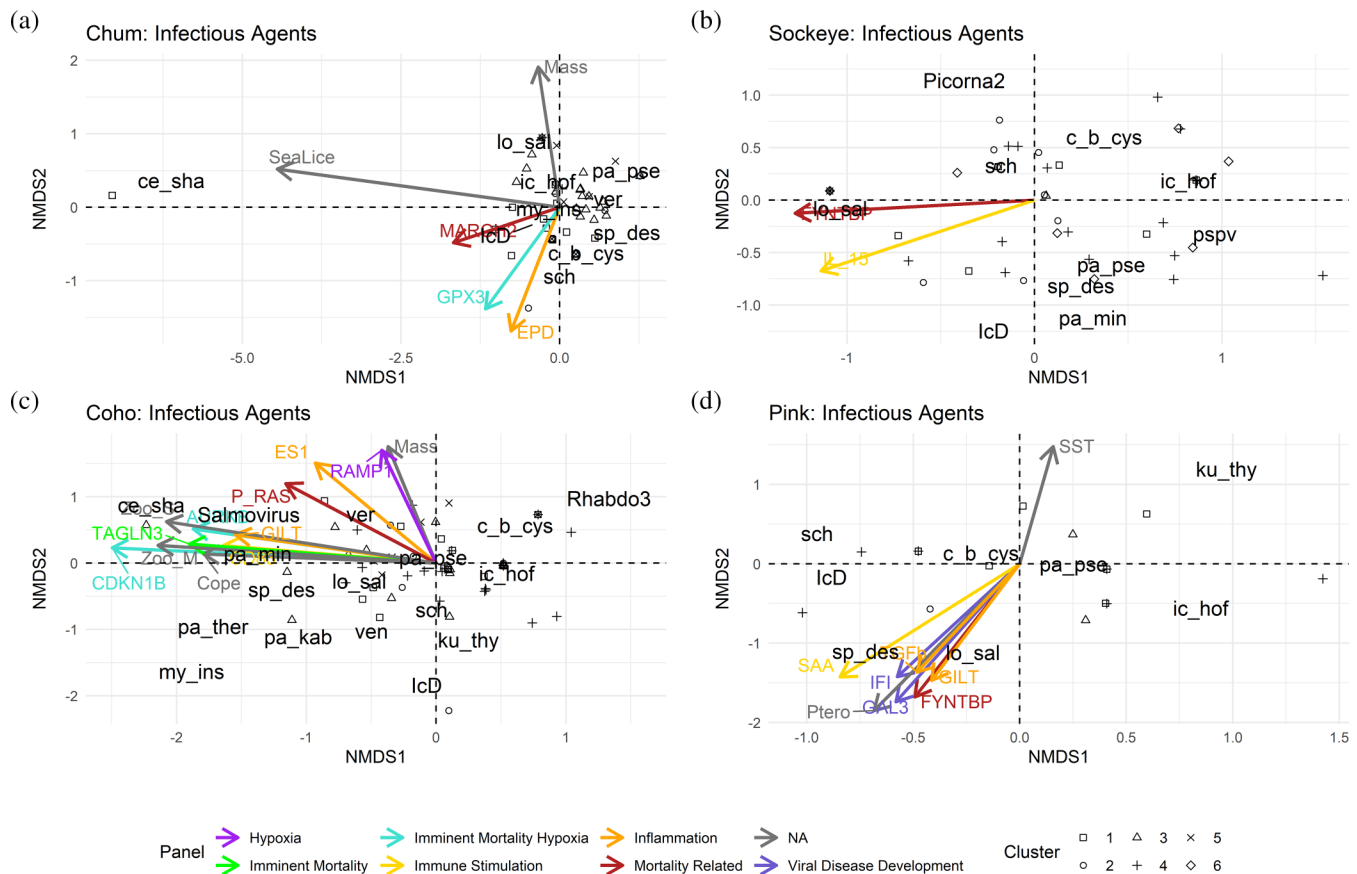 (a)
Chum: Infectious Agents
NMDS2
2
1
0
-1
Mass
lo_sal
SeaLice
ce_sha
pa_pse
ic_hof
ver
my_ins
MARCH2
IcD
sp_des
c_b_cys
sch
GPX3
EPD
-5.0
-2.5
0.0
NMDS1
(b)
Sockeye: Infectious Agents
NMDS2
1.0
0.5
0.0
-0.5
-1.0
Picorna2
c_b_cys
sch
ic_hof
lo_sal
pspv
IL_15
pa_pse
sp_des
pa_min
IcD
-1
0
1
NMDS1
(c)
Coho: Infectious Agents
NMDS2
1
0
-1
-2
Mass
ES1
RAMP1
P_RAS
Rhabdo3
ce_sha
Salmovirus
ver
c_b_cys
TAGLN3
GILT
Zoo_M
pa_min
pa_pse
CDKN1B
Cope
lo_sal
ic_hof
sp_des
sch
pa_ther
pa_kab
ven
ku_thy
my_ins
IcD
-2
-1
0
1
NMDS1
(d)
Pink: Infectious Agents
NMDS2
1
0
-1
-2
SST
ku_thy
sch
c_b_cys
pa_pse
IcD
ic_hof
sp_des
lo_sal
SAA
IFI
GILT
FYNTBP
Ptero
GAL3
-1.0
-0.5
0.0
0.5
1.0
1.5
NMDS1
Panel
Hypoxia
Imminent Mortality Hypoxia
Inflammation
NA
Imminent Mortality
Immune Stimulation
Mortality Related
Viral Disease Development
Cluster
1
3
5
2
4
6